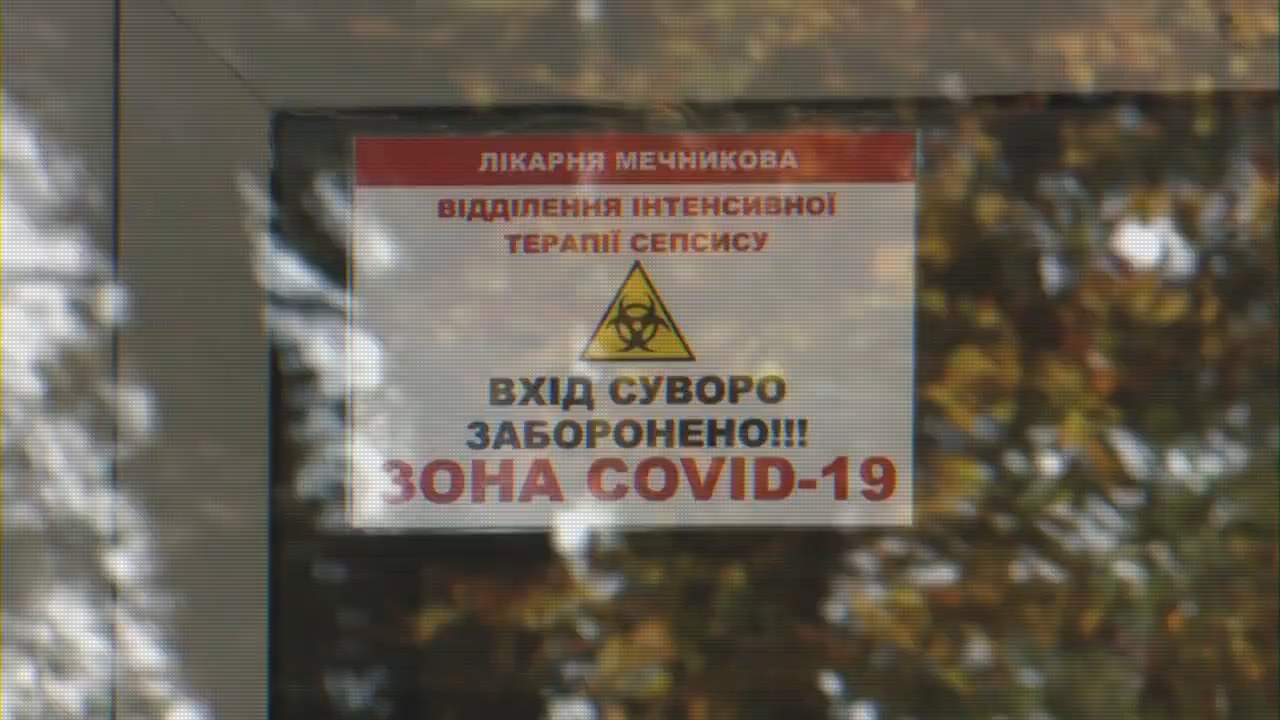 ЛІКАРНЯ МЕЧНИКОВА
ВІДДІЛЕННЯ ІНТЕНСИВНОЇ
ТЕРАПІЇ СЕПСИСУ
ВХІД СУВОРО
ЗАБОРОНЕНО!!!
ЗОНА COVID-19